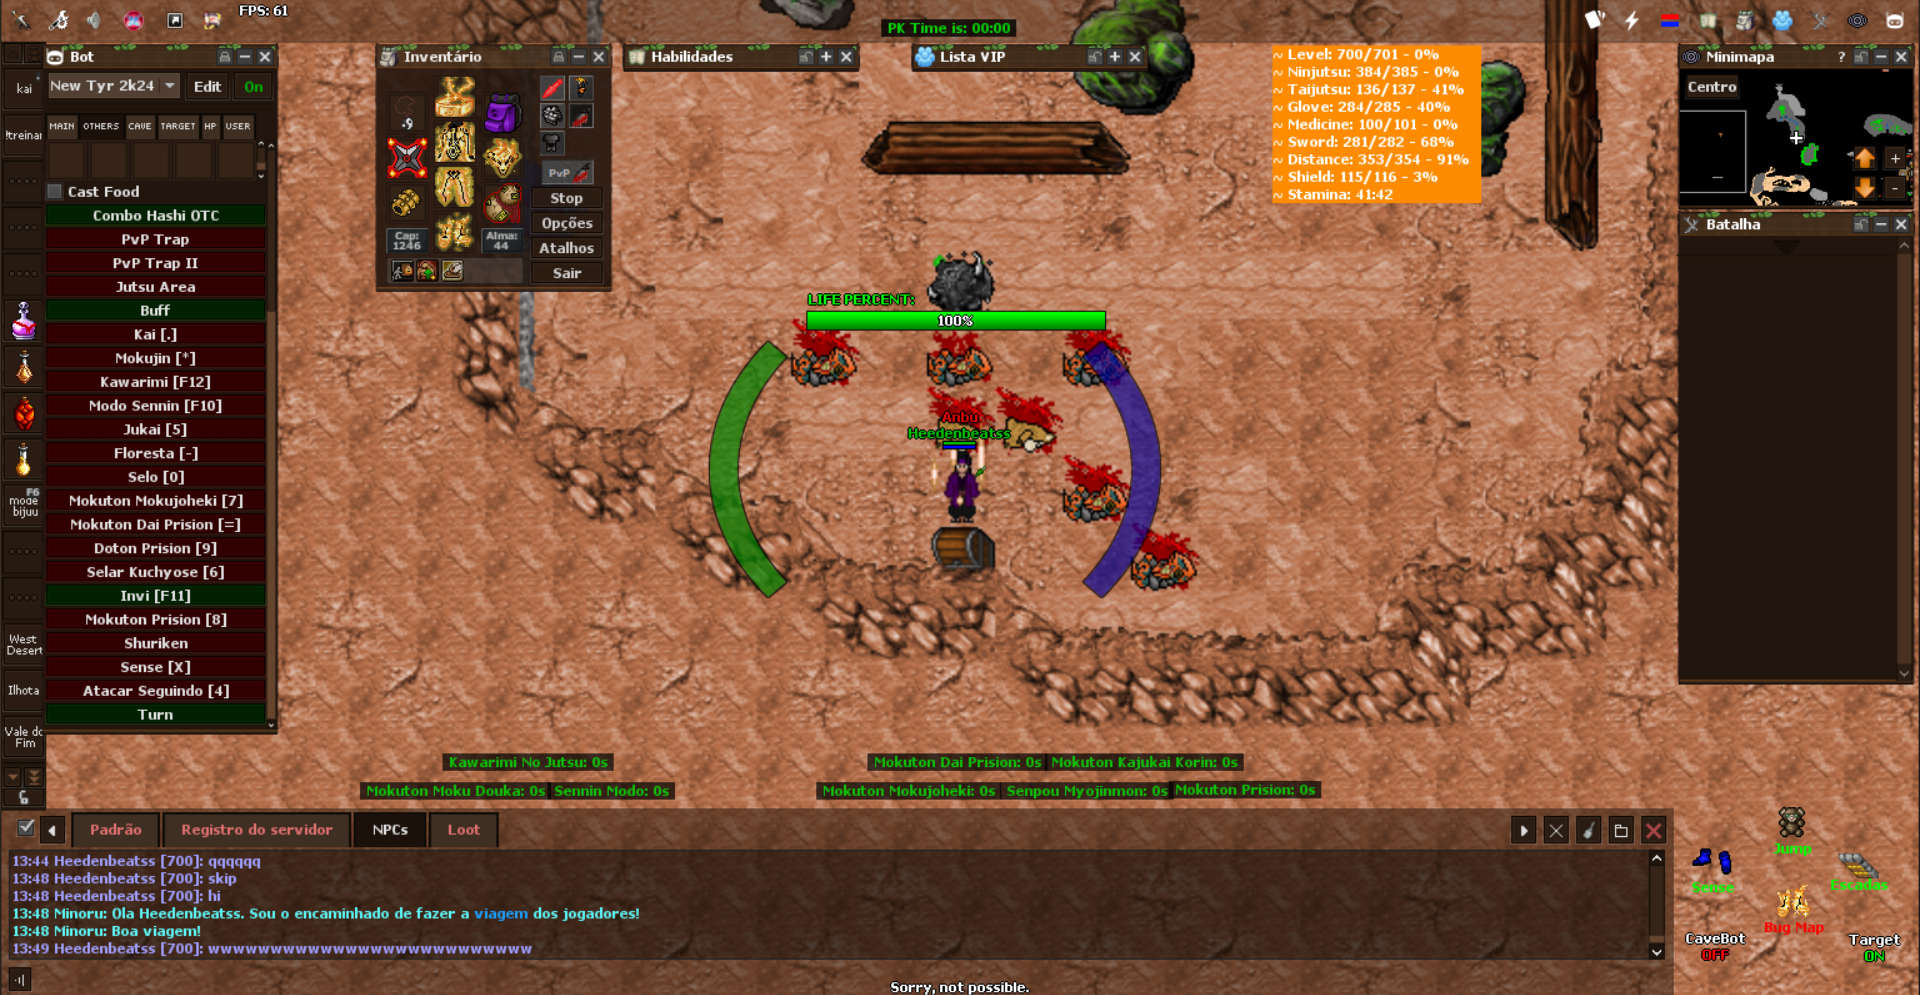 FPS: 61
PK Time is: 00:00
Bot
New Tyr 2k24
Edit
On
MAIN
OTHERS
CAVE
TARGET
HP
USER
Cast Food
Combo Hashi OTC
PvP Trap
PvP Trap II
Jutsu Area
Buff
Kai [.]
Mokujin [*]
Kawarimi [F12]
Modo Sennin [F10]
Jukai [5]
Floresta [-]
Selo [0]
Mokuton Mokujoheki [7]
Mokuton Dai Prision [=]
Doton Prision [9]
Selar Kuchyose [6]
Invi [F11]
Mokuton Prision [8]
Shuriken
Sense [X]
Atacar Seguindo [4]
Turn
kai
!treinar
F6
mode
bijuu
West
Desert
Ilhota
Vale do
Fim
Inventário
.9
Cap:
1246
Alma:
44
PvP
Stop
Opções
Atalhos
Sair
Habilidades
Lista VIP
~ Level: 700/701 - 0%
~ Ninjutsu: 384/385 - 0%
~ Taijutsu: 136/137 - 41%
~ Glove: 284/285 - 40%
~ Medicine: 100/101 - 0%
~ Sword: 281/282 - 68%
~ Distance: 353/354 - 91%
~ Shield: 115/116 - 3%
~ Stamina: 41:42
Minimapa
?
Centro
+
-
Batalha
LIFE PERCENT:
100%
Anbu
Heedenbeatss
Kawarimi No Jutsu: 0s
Mokuton Dai Prision: 0s
Mokuton Kajukai Korin: 0s
Mokuton Moku Douka: 0s
Sennin Modo: 0s
Mokuton Mokujoheki: 0s
Senpou Myojinmon: 0s
Mokuton Prision: 0s
Padrão
Registro do servidor
NPCs
Loot
13:44 Heedenbeatss [700]: qqqqqq
13:48 Heedenbeatss [700]: skip
13:48 Heedenbeatss [700]: hi
13:48 Minoru: Ola Heedenbeatss. Sou o encaminhado de fazer a viagem dos jogadores!
13:48 Minoru: Boa viagem!
13:49 Heedenbeatss [700]: wwwwwwwwwwwwwwwwwwwwwwwwww
Sorry, not possible.
Jump
Sense
Escadas
Bug Map
CaveBot
OFF
Target
ON